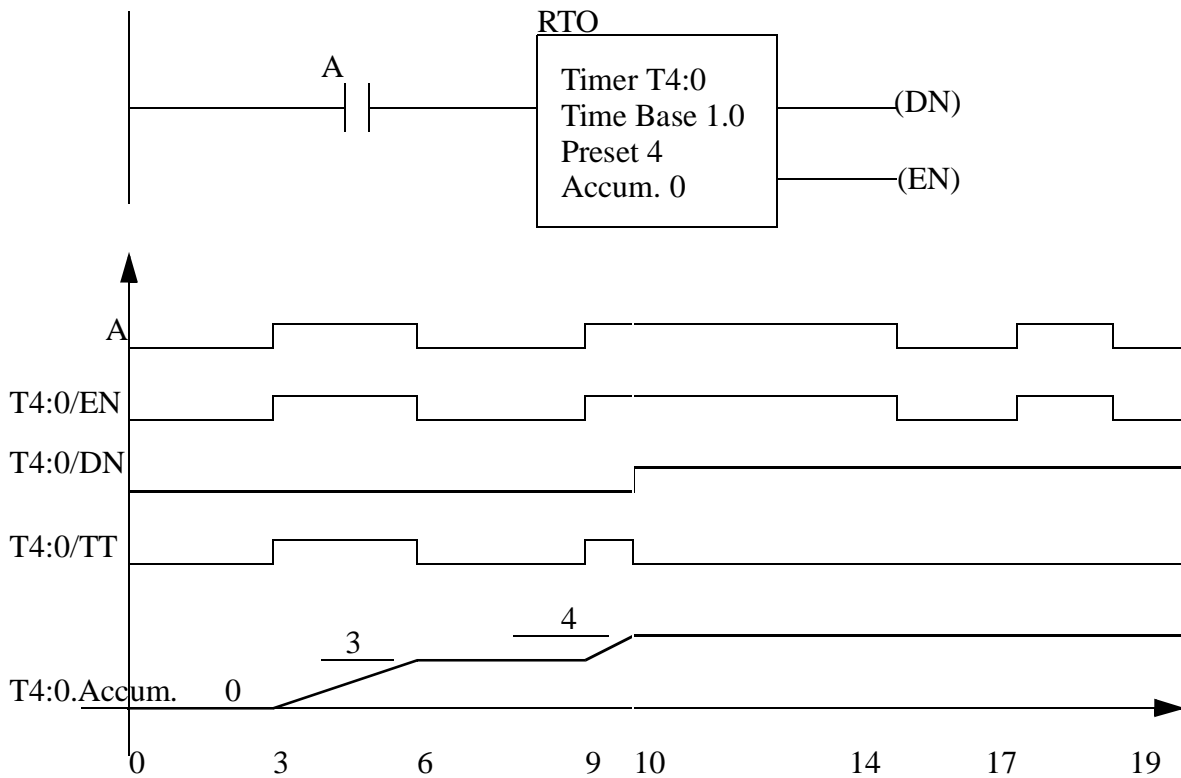 RTO
A
Timer T4:0
Time Base 1.0
Preset 4
Accum. 0
(DN)
(EN)
A
T4:0/EN
T4:0/DN
T4:0/TT
3
4
T4:0.Accum. 0
0 3 6 9 10 14 17 19